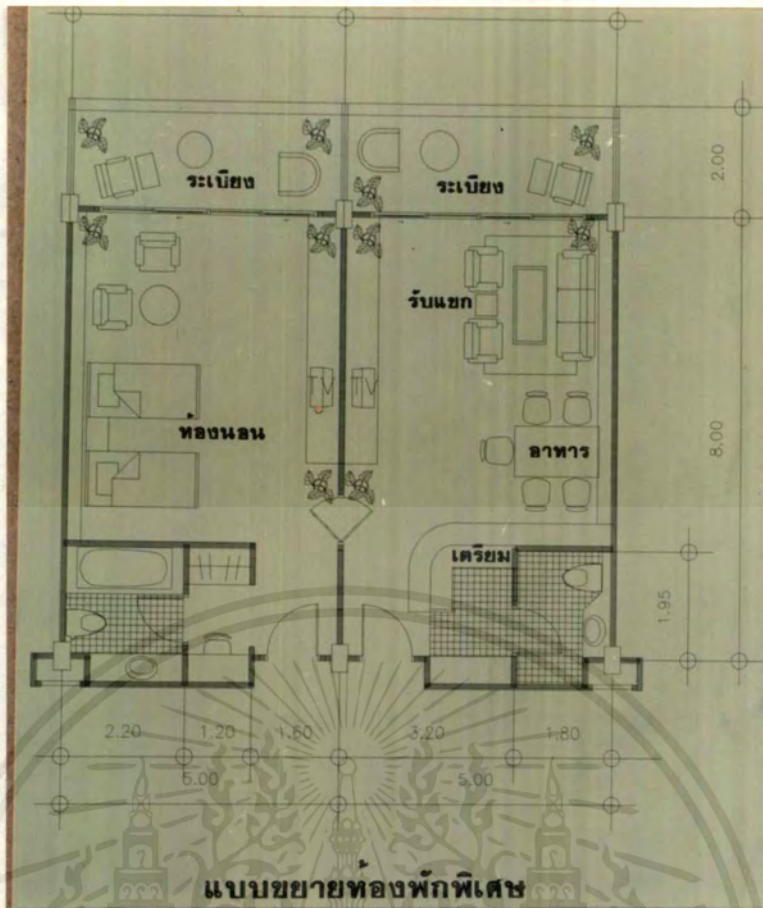 ระเบียง
ระเบียง
2.00
รับแขก
ห้องนอน
อาหาร
8.00
เตรียม
1.95
2.20 1.20 1.60 3.20 1.80
5.00 5.00
แบบขยายห้องพักพิเศษ